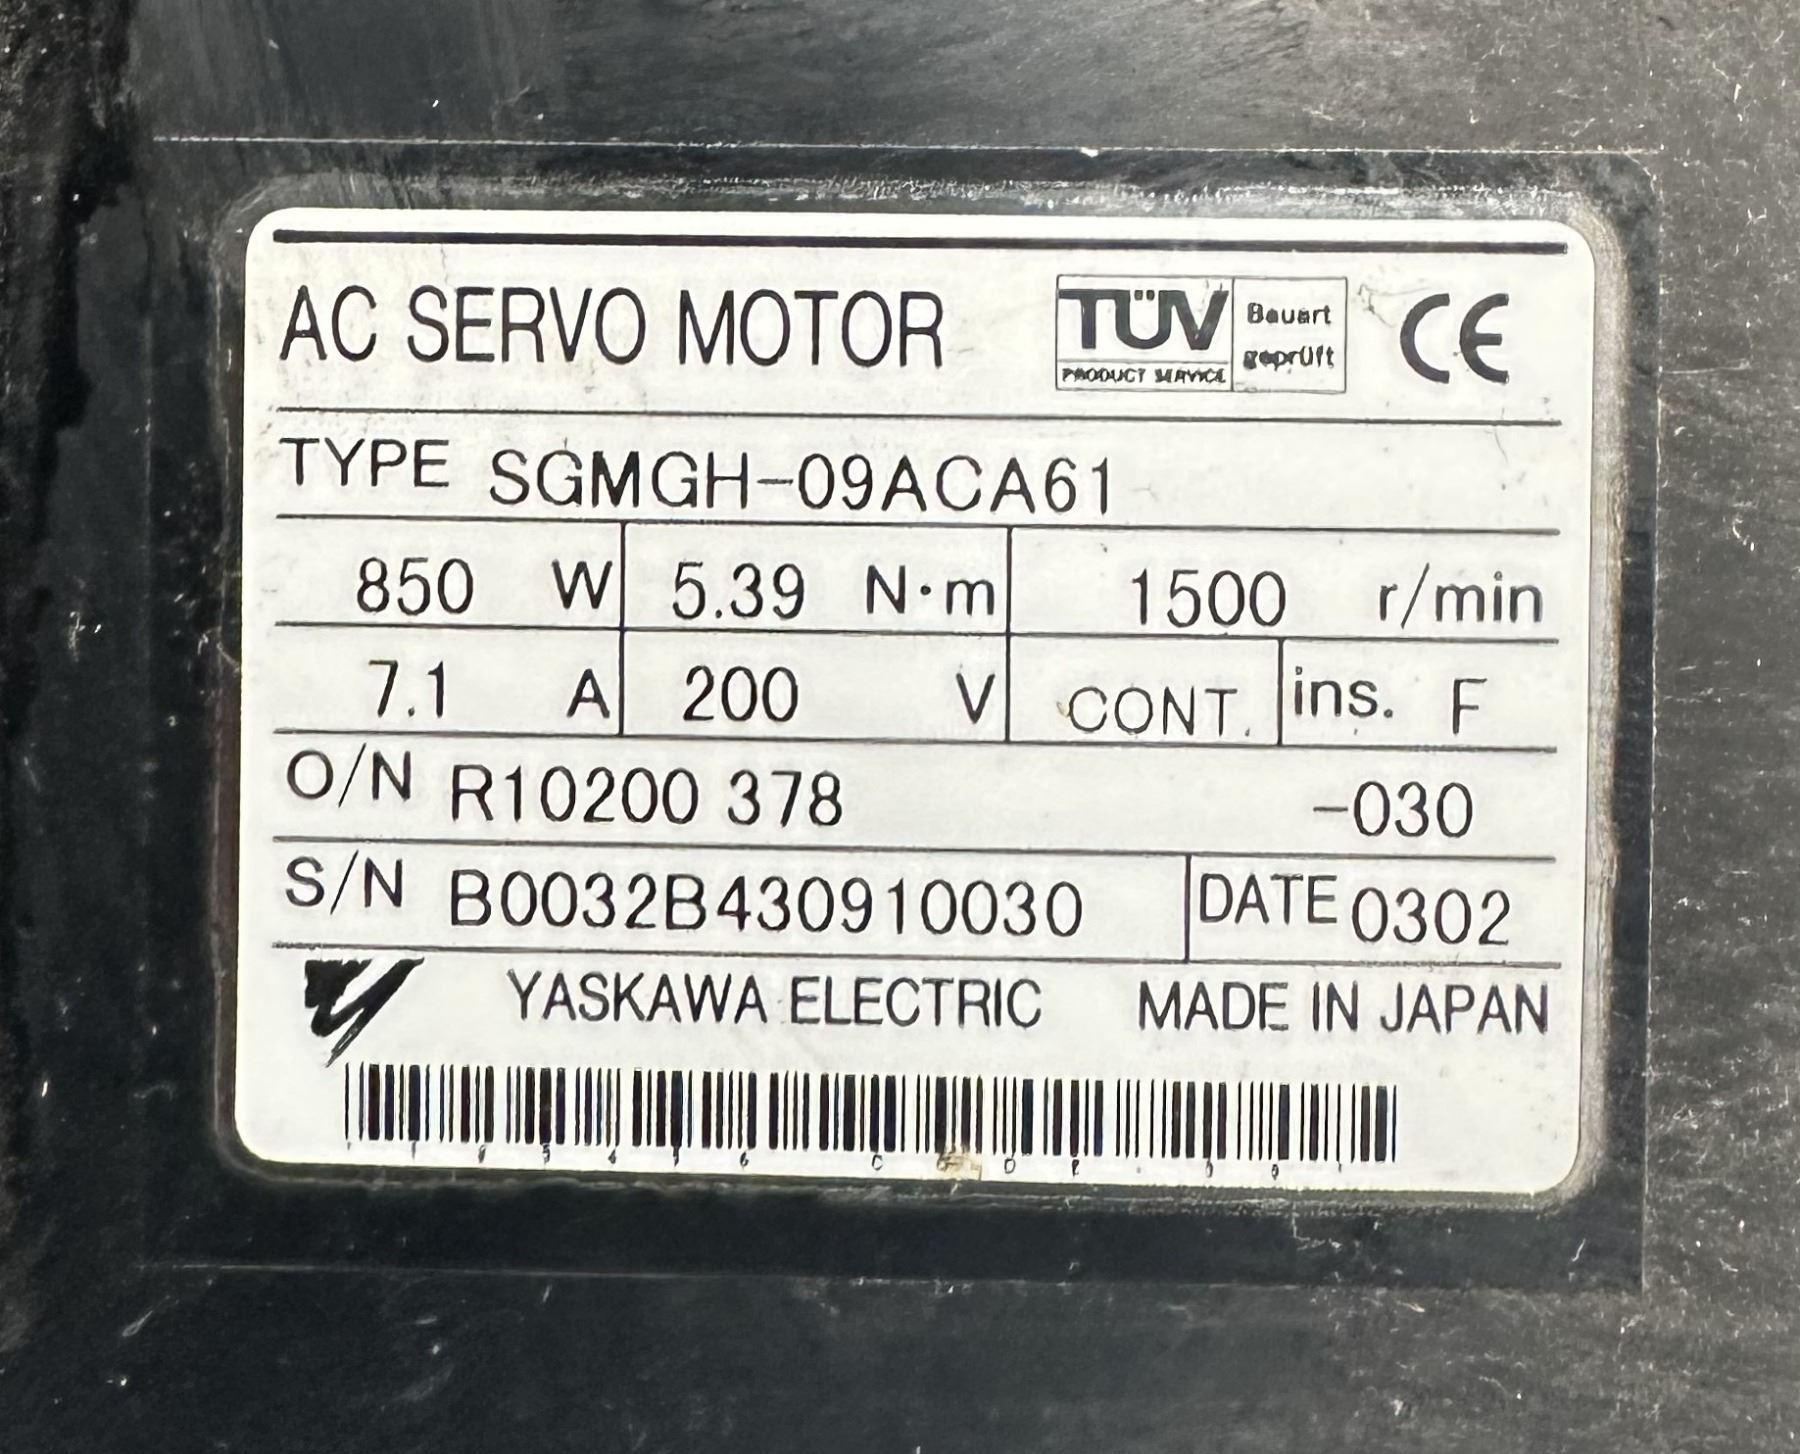 AC SERVO MOTOR
TÜV Bauart
geprüft
PRODUCT SERVICE
CE
TYPE SGMGH-09ACA61
850 W 5.39 N·m 1500 r/min
7.1 A 200 V CONT. ins. F
O/N R10200 378 -030
S/N B0032B430910030 DATE 0302
YASKAWA ELECTRIC MADE IN JAPAN